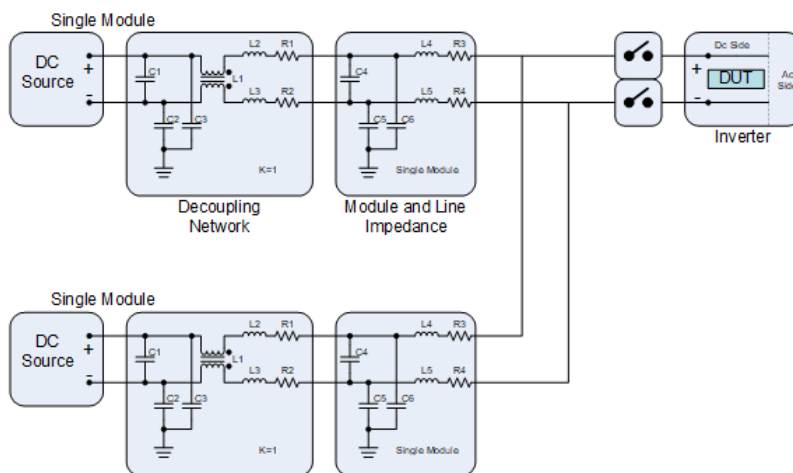 Single Module
DC
Source
+
-
C1
C2
C3
L1
L2
R1
L3
R2
K=1
Decoupling
Network
C4
C5
C6
L4
R3
L5
R4
Single Module
Module and Line
Impedance
Dc Side
+
DUT
-
Ac
Side
Inverter
Single Module
DC
Source
+
-
C1
C2
C3
L1
L2
R1
L3
R2
K=1
C4
C5
C6
L4
R3
L5
R4
Single Module